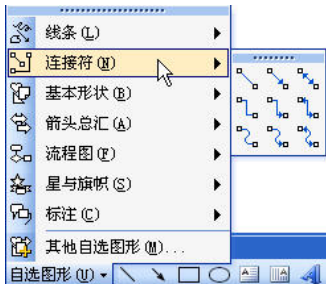 线条(L)
连接符(N)
基本形状(B)
箭头总汇(A)
流程图(F)
星与旗帜(S)
标注(C)
其他自选图形(M)...
自选图形(U)